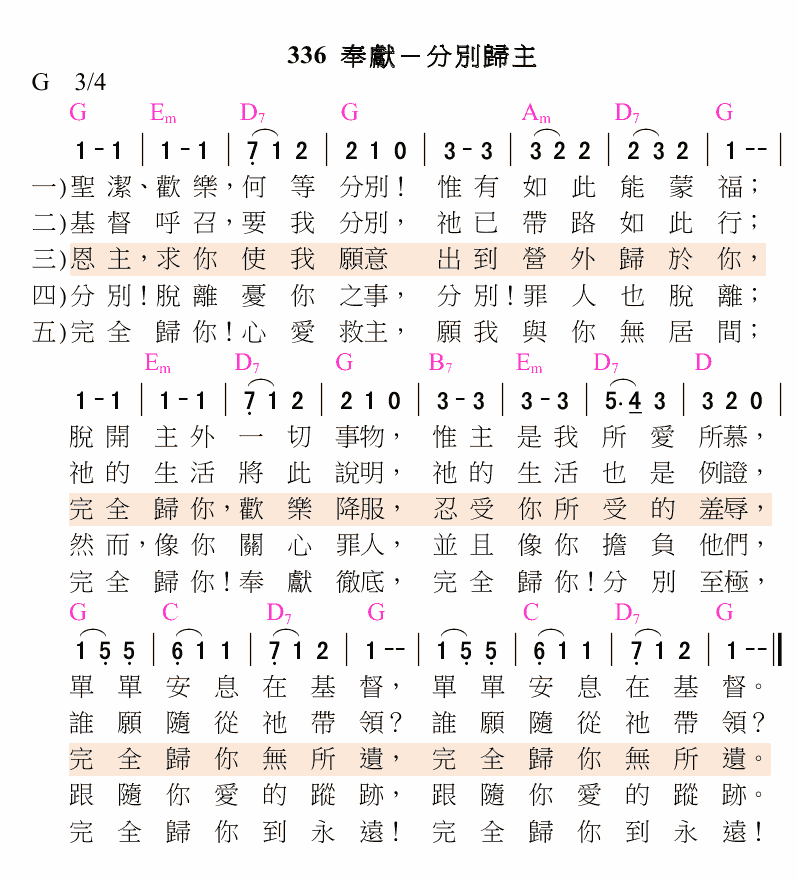 336 奉獻－分別歸主
G 3/4
G Em D7 G Am D7 G
1 - 1 | 1 - 1 | 7 1 2 | 2 1 0 | 3 - 3 | 3 2 2 | 2 3 2 | 1 - - |
一)聖潔、歡樂,何等分別! 惟有如此能蒙福;
二)基督呼召,要我分別, 祂已帶路如此行;
三)恩主,求你使我願意 出到營外歸於你,
四)分別!脫離憂你之事, 分別!罪人也脫離;
五)完全歸你!心愛救主, 願我與你無居間;
Em D7 G B7 Em D7 D
1 - 1 | 1 - 1 | 7 1 2 | 2 1 0 | 3 - 3 | 3 - 3 | 5. 4 3 | 3 2 0 |
脫開主外一切事物, 惟主是我所愛所慕,
祂的生活將此說明, 祂的生活也是例證,
完全歸你,歡樂降服, 忍受你所受的羞辱,
然而,像你關心罪人, 並且像你擔負他們,
完全歸你!奉獻徹底, 完全歸你!分別至極,
G C D7 G C D7 G
1 5 5 | 6 1 1 | 7 1 2 | 1 - - | 1 5 5 | 6 1 1 | 7 1 2 | 1 - - ‖
單單安息在基督, 單單安息在基督。
誰願隨從祂帶領? 誰願隨從祂帶領?
完全歸你無所遺, 完全歸你無所遺。
跟隨你愛的蹤跡, 跟隨你愛的蹤跡。
完全歸你到永遠! 完全歸你到永遠!